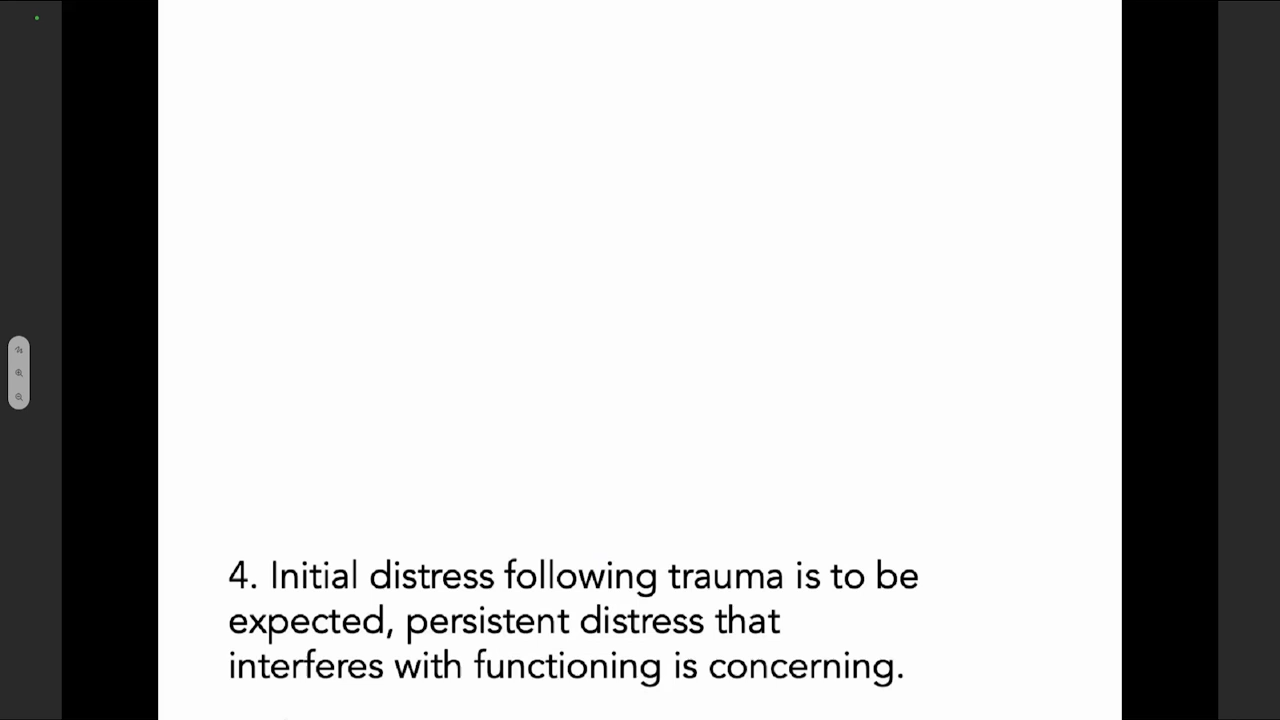 4. Initial distress following trauma is to be
expected, persistent distress that
interferes with functioning is concerning.